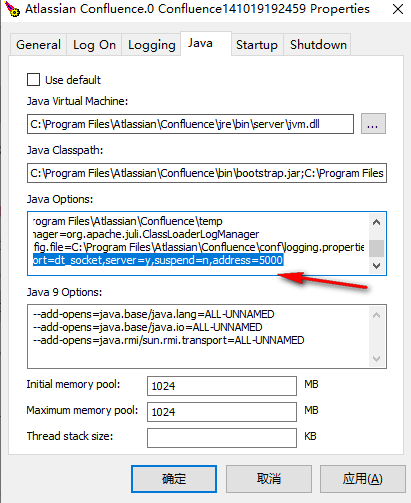 Atlassian Confluence.0 Confluence141019192459 Properties
General Log On Logging Java Startup Shutdown
Use default
Java Virtual Machine:
C:\Program Files\Atlassian\Confluence\jre\bin\server\jvm.dll
...
Java Classpath:
C:\Program Files\Atlassian\Confluence\bin\bootstrap.jar;C:\Program Files
Java Options:
rogram Files\Atlassian\Confluence\temp
nager=org.apache.juli.ClassLoaderLogManager
fig.file=C:\Program Files\Atlassian\Confluence\conf\logging.properties
ort=dt_socket,server=y,suspend=n,address=5000
Java 9 Options:
--add-opens=java.base/java.lang=ALL-UNNAMED
--add-opens=java.base/java.io=ALL-UNNAMED
--add-opens=java.rmi/sun.rmi.transport=ALL-UNNAMED
Initial memory pool: 1024 MB
Maximum memory pool: 1024 MB
Thread stack size: KB
确定 取消 应用(A)